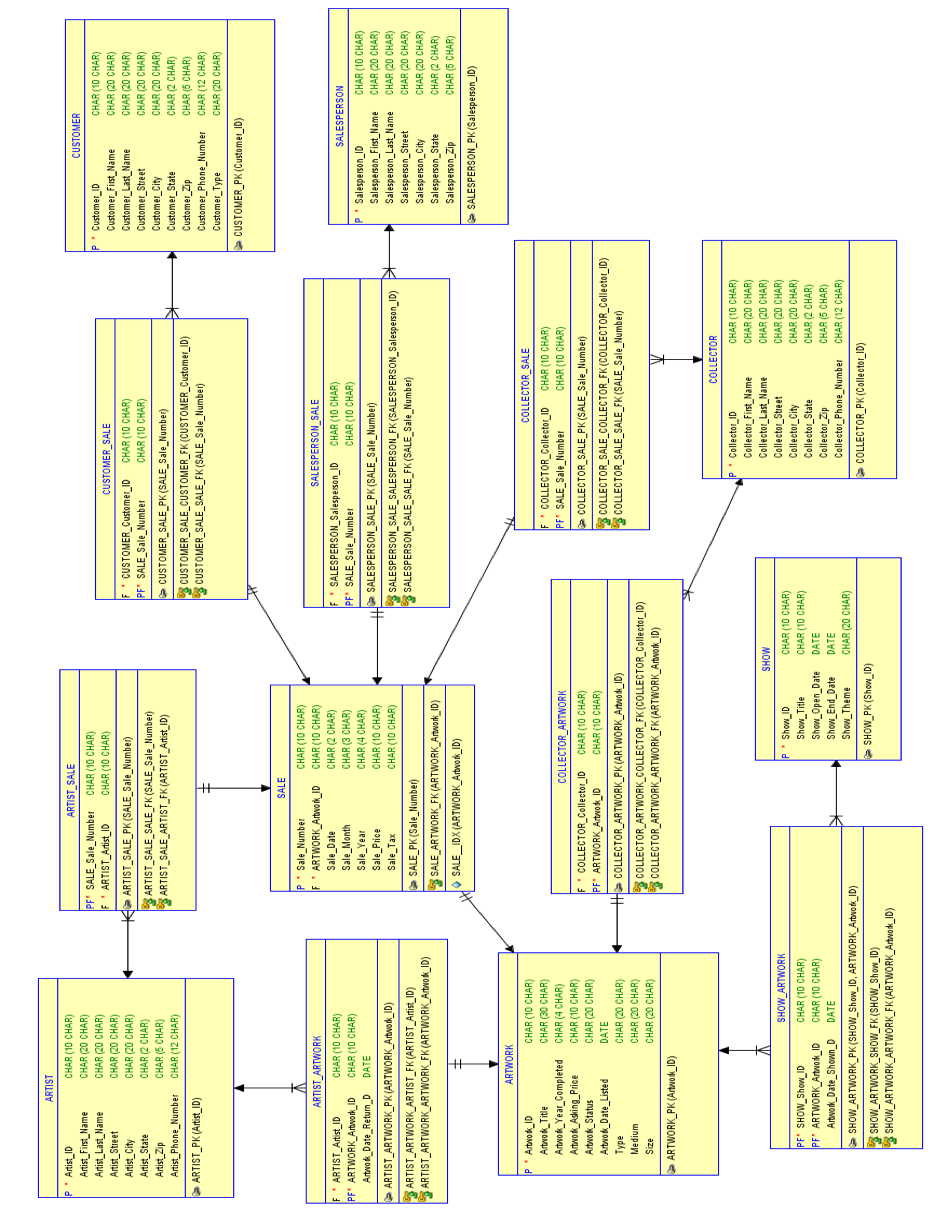 ARTIST
P * Artist_ID CHAR (10 CHAR)
Artist_First_Name CHAR (20 CHAR)
Artist_Last_Name CHAR (20 CHAR)
Artist_Street CHAR (20 CHAR)
Artist_City CHAR (20 CHAR)
Artist_State CHAR (2 CHAR)
Artist_Zip CHAR (5 CHAR)
Artist_Phone_Number CHAR (12 CHAR)
ARTIST_PK (Artist_ID)
ARTIST_SALE
PF* SALE_Sale_Number CHAR (10 CHAR)
F * ARTIST_Artist_ID CHAR (10 CHAR)
ARTIST_SALE_PK (SALE_Sale_Number)
ARTIST_SALE_SALE_FK (SALE_Sale_Number)
ARTIST_SALE_ARTIST_FK (ARTIST_Artist_ID)
CUSTOMER_SALE
F * CUSTOMER_Customer_ID CHAR (10 CHAR)
PF* SALE_Sale_Number CHAR (10 CHAR)
CUSTOMER_SALE_PK (SALE_Sale_Number)
CUSTOMER_SALE_CUSTOMER_FK (CUSTOMER_Customer_ID)
CUSTOMER_SALE_SALE_FK (SALE_Sale_Number)
CUSTOMER
P * Customer_ID CHAR (10 CHAR)
Customer_First_Name CHAR (20 CHAR)
Customer_Last_Name CHAR (20 CHAR)
Customer_Street CHAR (20 CHAR)
Customer_City CHAR (20 CHAR)
Customer_State CHAR (2 CHAR)
Customer_Zip CHAR (5 CHAR)
Customer_Phone_Number CHAR (12 CHAR)
Customer_Type CHAR (20 CHAR)
CUSTOMER_PK (Customer_ID)
ARTIST_ARTWORK
F * ARTIST_Artist_ID CHAR (10 CHAR)
PF* ARTWORK_Artwork_ID CHAR (10 CHAR)
Artwork_Date_Return_D DATE
ARTIST_ARTWORK_PK (ARTWORK_Artwork_ID)
ARTIST_ARTWORK_ARTIST_FK (ARTIST_Artist_ID)
ARTIST_ARTWORK_ARTWORK_FK (ARTWORK_Artwork_ID)
SALE
P * Sale_Number CHAR (10 CHAR)
F * ARTWORK_Artwork_ID CHAR (10 CHAR)
Sale_Date CHAR (2 CHAR)
Sale_Month CHAR (3 CHAR)
Sale_Year CHAR (4 CHAR)
Sale_Price CHAR (10 CHAR)
Sale_Tax CHAR (10 CHAR)
SALE_PK (Sale_Number)
SALE_ARTWORK_FK (ARTWORK_Artwork_ID)
SALE__IDX (ARTWORK_Artwork_ID)
SALESPERSON_SALE
F * SALESPERSON_Salesperson_ID CHAR (10 CHAR)
PF* SALE_Sale_Number CHAR (10 CHAR)
SALESPERSON_SALE_PK (SALE_Sale_Number)
SALESPERSON_SALE_SALESPERSON_FK (SALESPERSON_Salesperson_ID)
SALESPERSON_SALE_SALE_FK (SALE_Sale_Number)
SALESPERSON
P * Salesperson_ID CHAR (10 CHAR)
Salesperson_First_Name CHAR (20 CHAR)
Salesperson_Last_Name CHAR (20 CHAR)
Salesperson_Street CHAR (20 CHAR)
Salesperson_City CHAR (20 CHAR)
Salesperson_State CHAR (2 CHAR)
Salesperson_Zip CHAR (5 CHAR)
SALESPERSON_PK (Salesperson_ID)
ARTWORK
P * Artwork_ID CHAR (10 CHAR)
Artwork_Title CHAR (30 CHAR)
Artwork_Year_Completed CHAR (4 CHAR)
Artwork_Asking_Price CHAR (10 CHAR)
Artwork_Status CHAR (20 CHAR)
Artwork_Date_Listed DATE
Type CHAR (20 CHAR)
Medium CHAR (20 CHAR)
Size CHAR (20 CHAR)
ARTWORK_PK (Artwork_ID)
COLLECTOR_ARTWORK
F * COLLECTOR_Collector_ID CHAR (10 CHAR)
PF* ARTWORK_Artwork_ID CHAR (10 CHAR)
COLLECTOR_ARTWORK_PK (ARTWORK_Artwork_ID)
COLLECTOR_ARTWORK_COLLECTOR_FK (COLLECTOR_Collector_ID)
COLLECTOR_ARTWORK_ARTWORK_FK (ARTWORK_Artwork_ID)
COLLECTOR_SALE
F * COLLECTOR_Collector_ID CHAR (10 CHAR)
PF* SALE_Sale_Number CHAR (10 CHAR)
COLLECTOR_SALE_PK (SALE_Sale_Number)
COLLECTOR_SALE_COLLECTOR_FK (COLLECTOR_Collector_ID)
COLLECTOR_SALE_SALE_FK (SALE_Sale_Number)
COLLECTOR
P * Collector_ID CHAR (10 CHAR)
Collector_First_Name CHAR (20 CHAR)
Collector_Last_Name CHAR (20 CHAR)
Collector_Street CHAR (20 CHAR)
Collector_City CHAR (20 CHAR)
Collector_State CHAR (2 CHAR)
Collector_Zip CHAR (5 CHAR)
Collector_Phone_Number CHAR (12 CHAR)
COLLECTOR_PK (Collector_ID)
SHOW_ARTWORK
PF* SHOW_Show_ID CHAR (10 CHAR)
PF* ARTWORK_Artwork_ID CHAR (10 CHAR)
Artwork_Date_Shown_D DATE
SHOW_ARTWORK_PK (SHOW_Show_ID, ARTWORK_Artwork_ID)
SHOW_ARTWORK_SHOW_FK (SHOW_Show_ID)
SHOW_ARTWORK_ARTWORK_FK (ARTWORK_Artwork_ID)
SHOW
P * Show_ID CHAR (10 CHAR)
Show_Title CHAR (10 CHAR)
Show_Open_Date DATE
Show_End_Date DATE
Show_Theme CHAR (20 CHAR)
SHOW_PK (Show_ID)